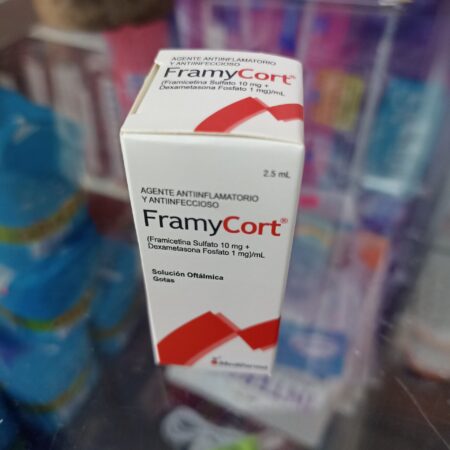 AGENTE ANTIINFLAMATORIO
Y ANTIINFECCIOSO
FramyCort®
(Framicetina Sulfato 10 mg +
Dexametasona Fosfato 1 mg)/mL
2.5 mL
AGENTE ANTIINFLAMATORIO
Y ANTIINFECCIOSO
FramyCort®
(Framicetina Sulfato 10 mg +
Dexametasona Fosfato 1 mg)/mL
Solución Oftálmica
Gotas
Medifarma